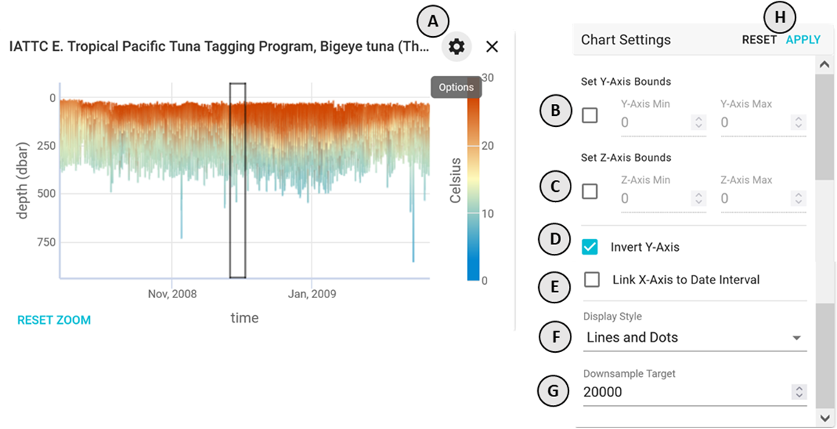 A
IATTC E. Tropical Pacific Tuna Tagging Program, Bigeye tuna (Th...
Options
0
250
500
750
depth (dbar)
Nov, 2008
Jan, 2009
time
30
20
10
0
Celsius
RESET ZOOM
H
Chart Settings RESET APPLY
Set Y-Axis Bounds
B
Y-Axis Min Y-Axis Max
0 0
Set Z-Axis Bounds
C
Z-Axis Min Z-Axis Max
0 0
D Invert Y-Axis
E Link X-Axis to Date Interval
Display Style
F Lines and Dots
Downsample Target
G 20000